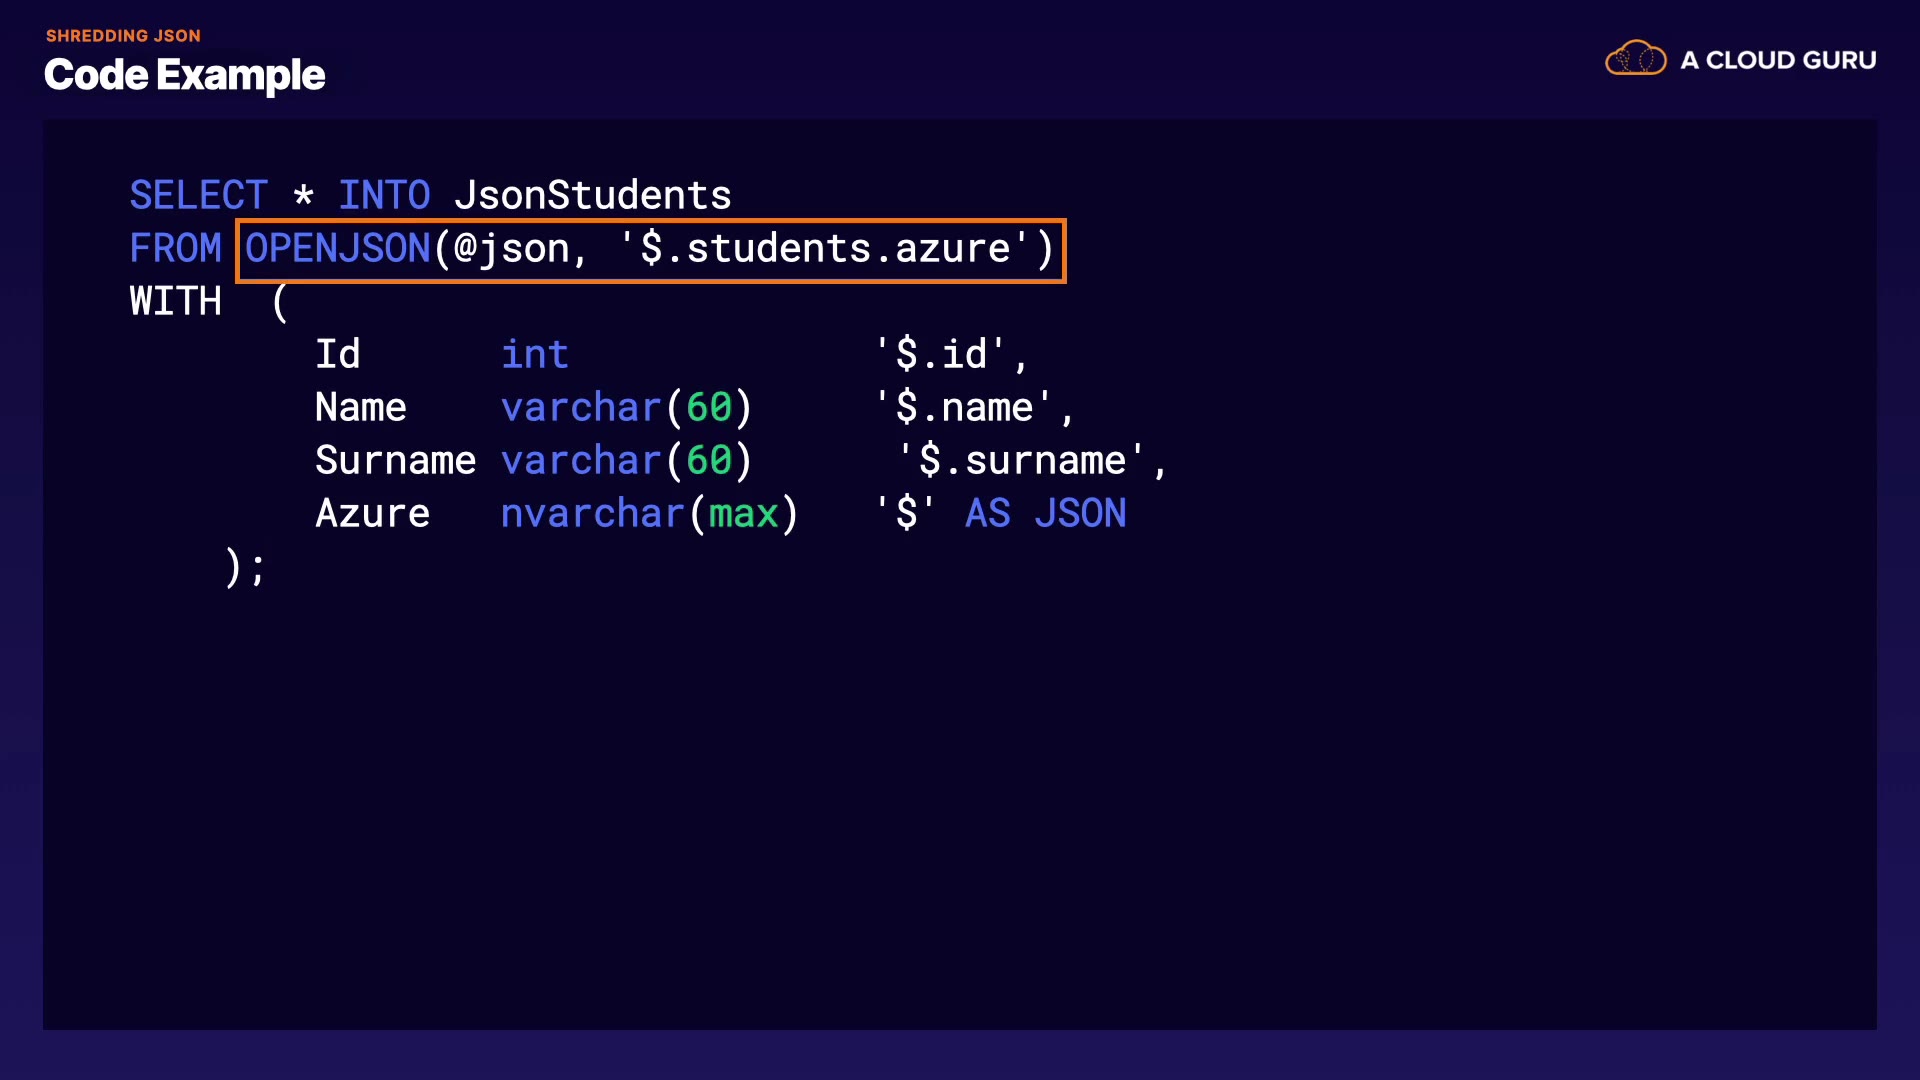 SHREDDING JSON
Code Example
A CLOUD GURU
SELECT * INTO JsonStudents
FROM OPENJSON(@json, '$.students.azure')
WITH (
Id int '$.id',
Name varchar(60) '$.name',
Surname varchar(60) '$.surname',
Azure nvarchar(max) '$' AS JSON
);